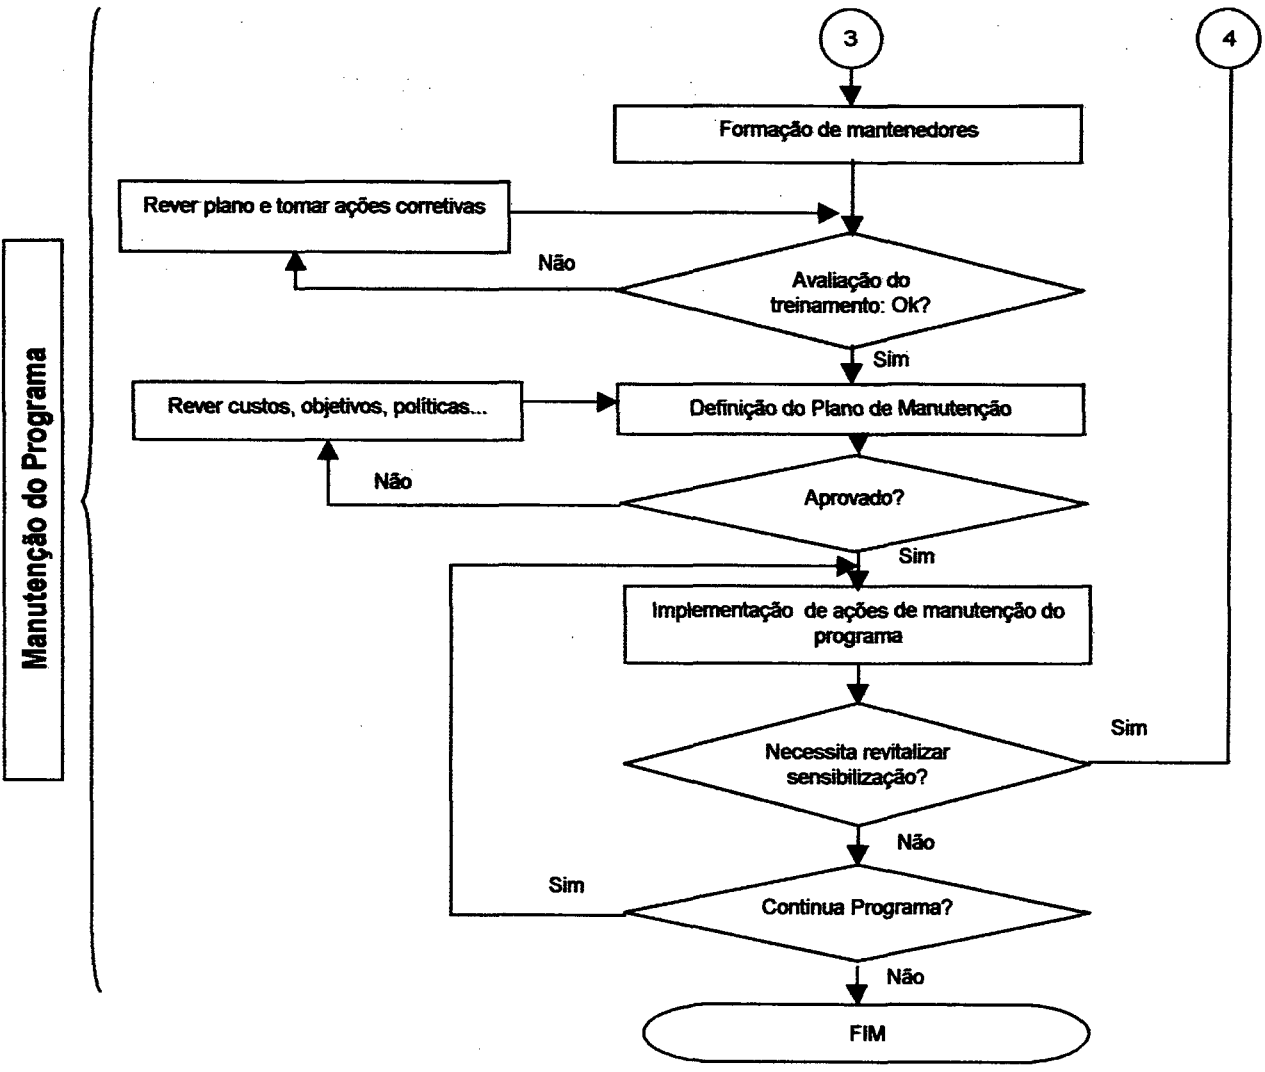 3
4
Formação de mantenedores
Rever plano e tomar ações corretivas
Não
Avaliação do
treinamento: Ok?
Sim
Rever custos, objetivos, políticas...
Definição do Plano de Manutenção
Não
Aprovado?
Sim
Implementação de ações de manutenção do
programa
Necessita revitalizar
sensibilização?
Sim
Não
Sim
Continua Programa?
Não
FIM
Manutenção do Programa